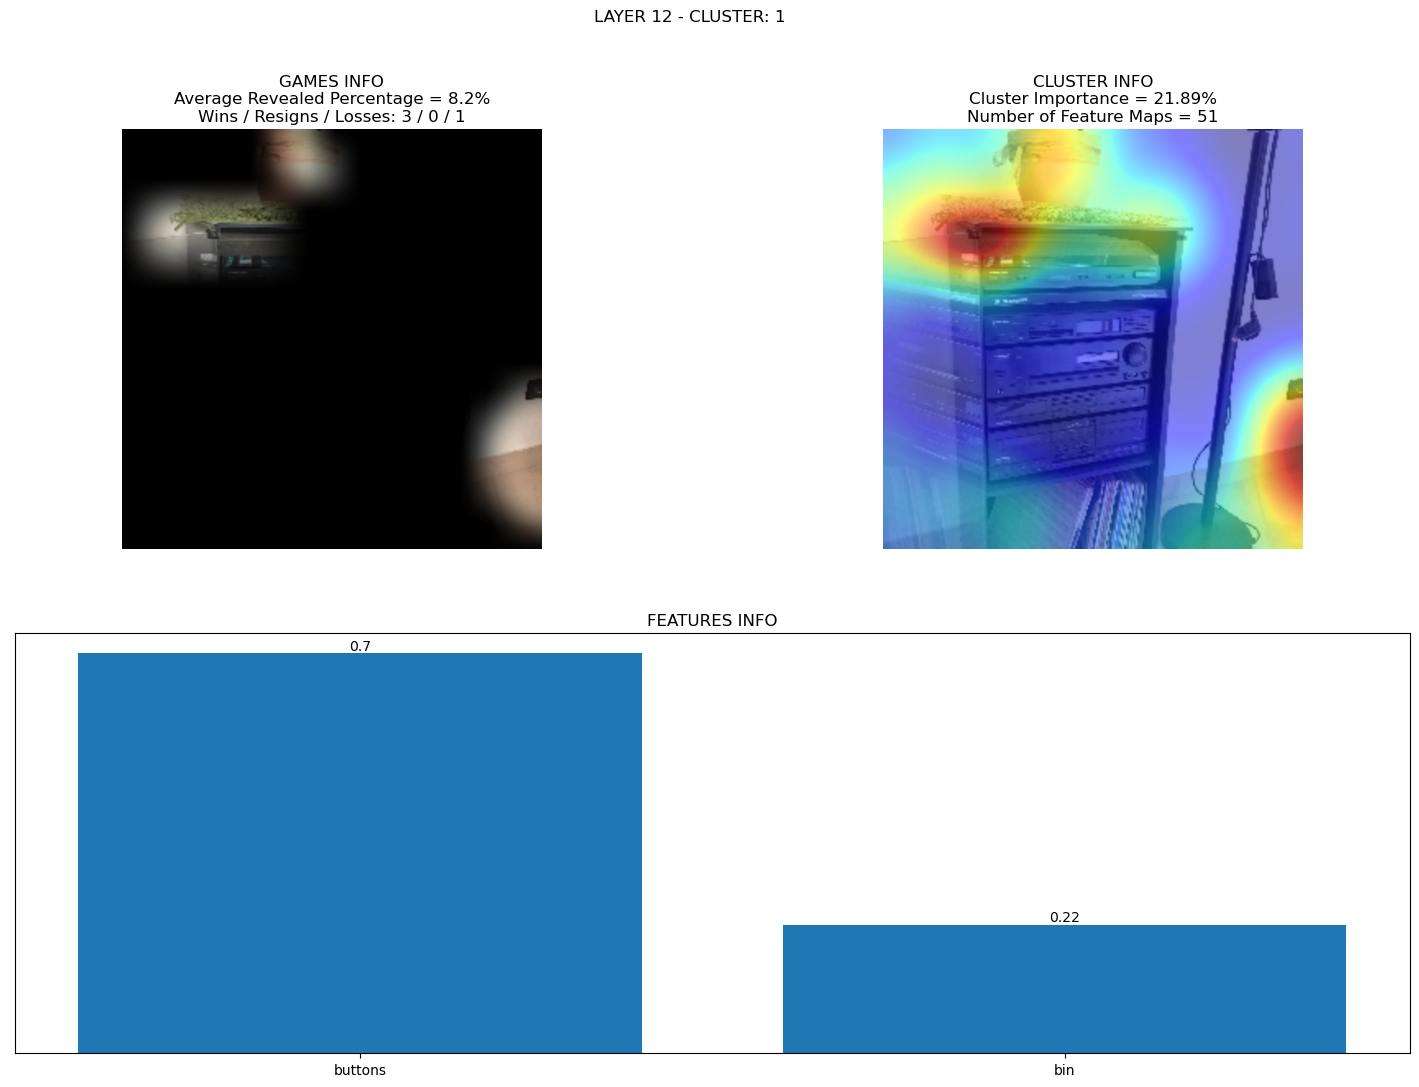 LAYER 12 - CLUSTER: 1
GAMES INFO
Average Revealed Percentage = 8.2%
Wins / Resigns / Losses: 3 / 0 / 1
CLUSTER INFO
Cluster Importance = 21.89%
Number of Feature Maps = 51
FEATURES INFO
0.7
0.22
buttons
bin